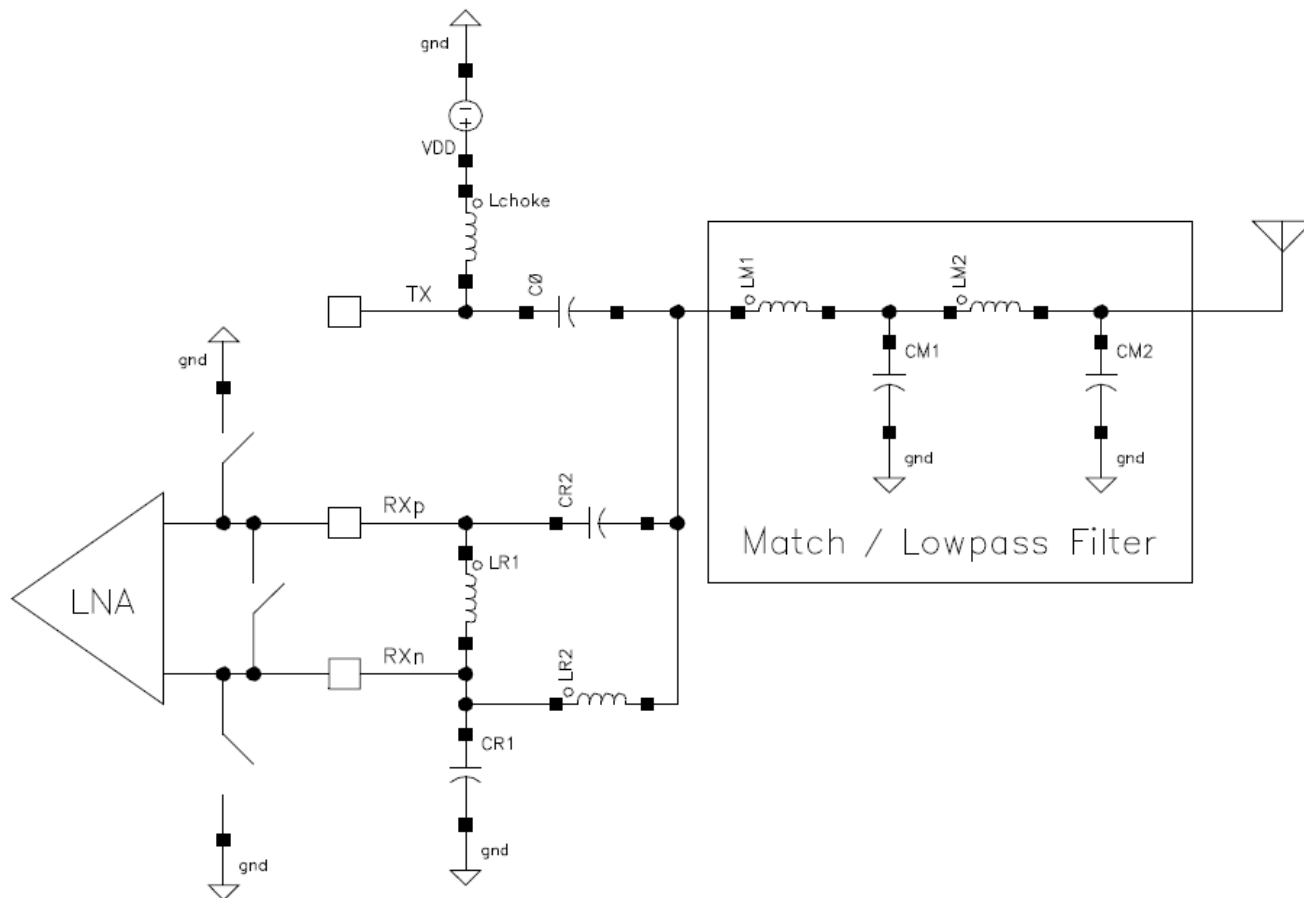 gnd
-
+
VDD
Lchoke
TX
CØ
LM1
LM2
CM1
CM2
gnd
gnd
gnd
Match / Lowpass Filter
RXp
CR2
LR1
LNA
RXn
LR2
CR1
gnd
gnd